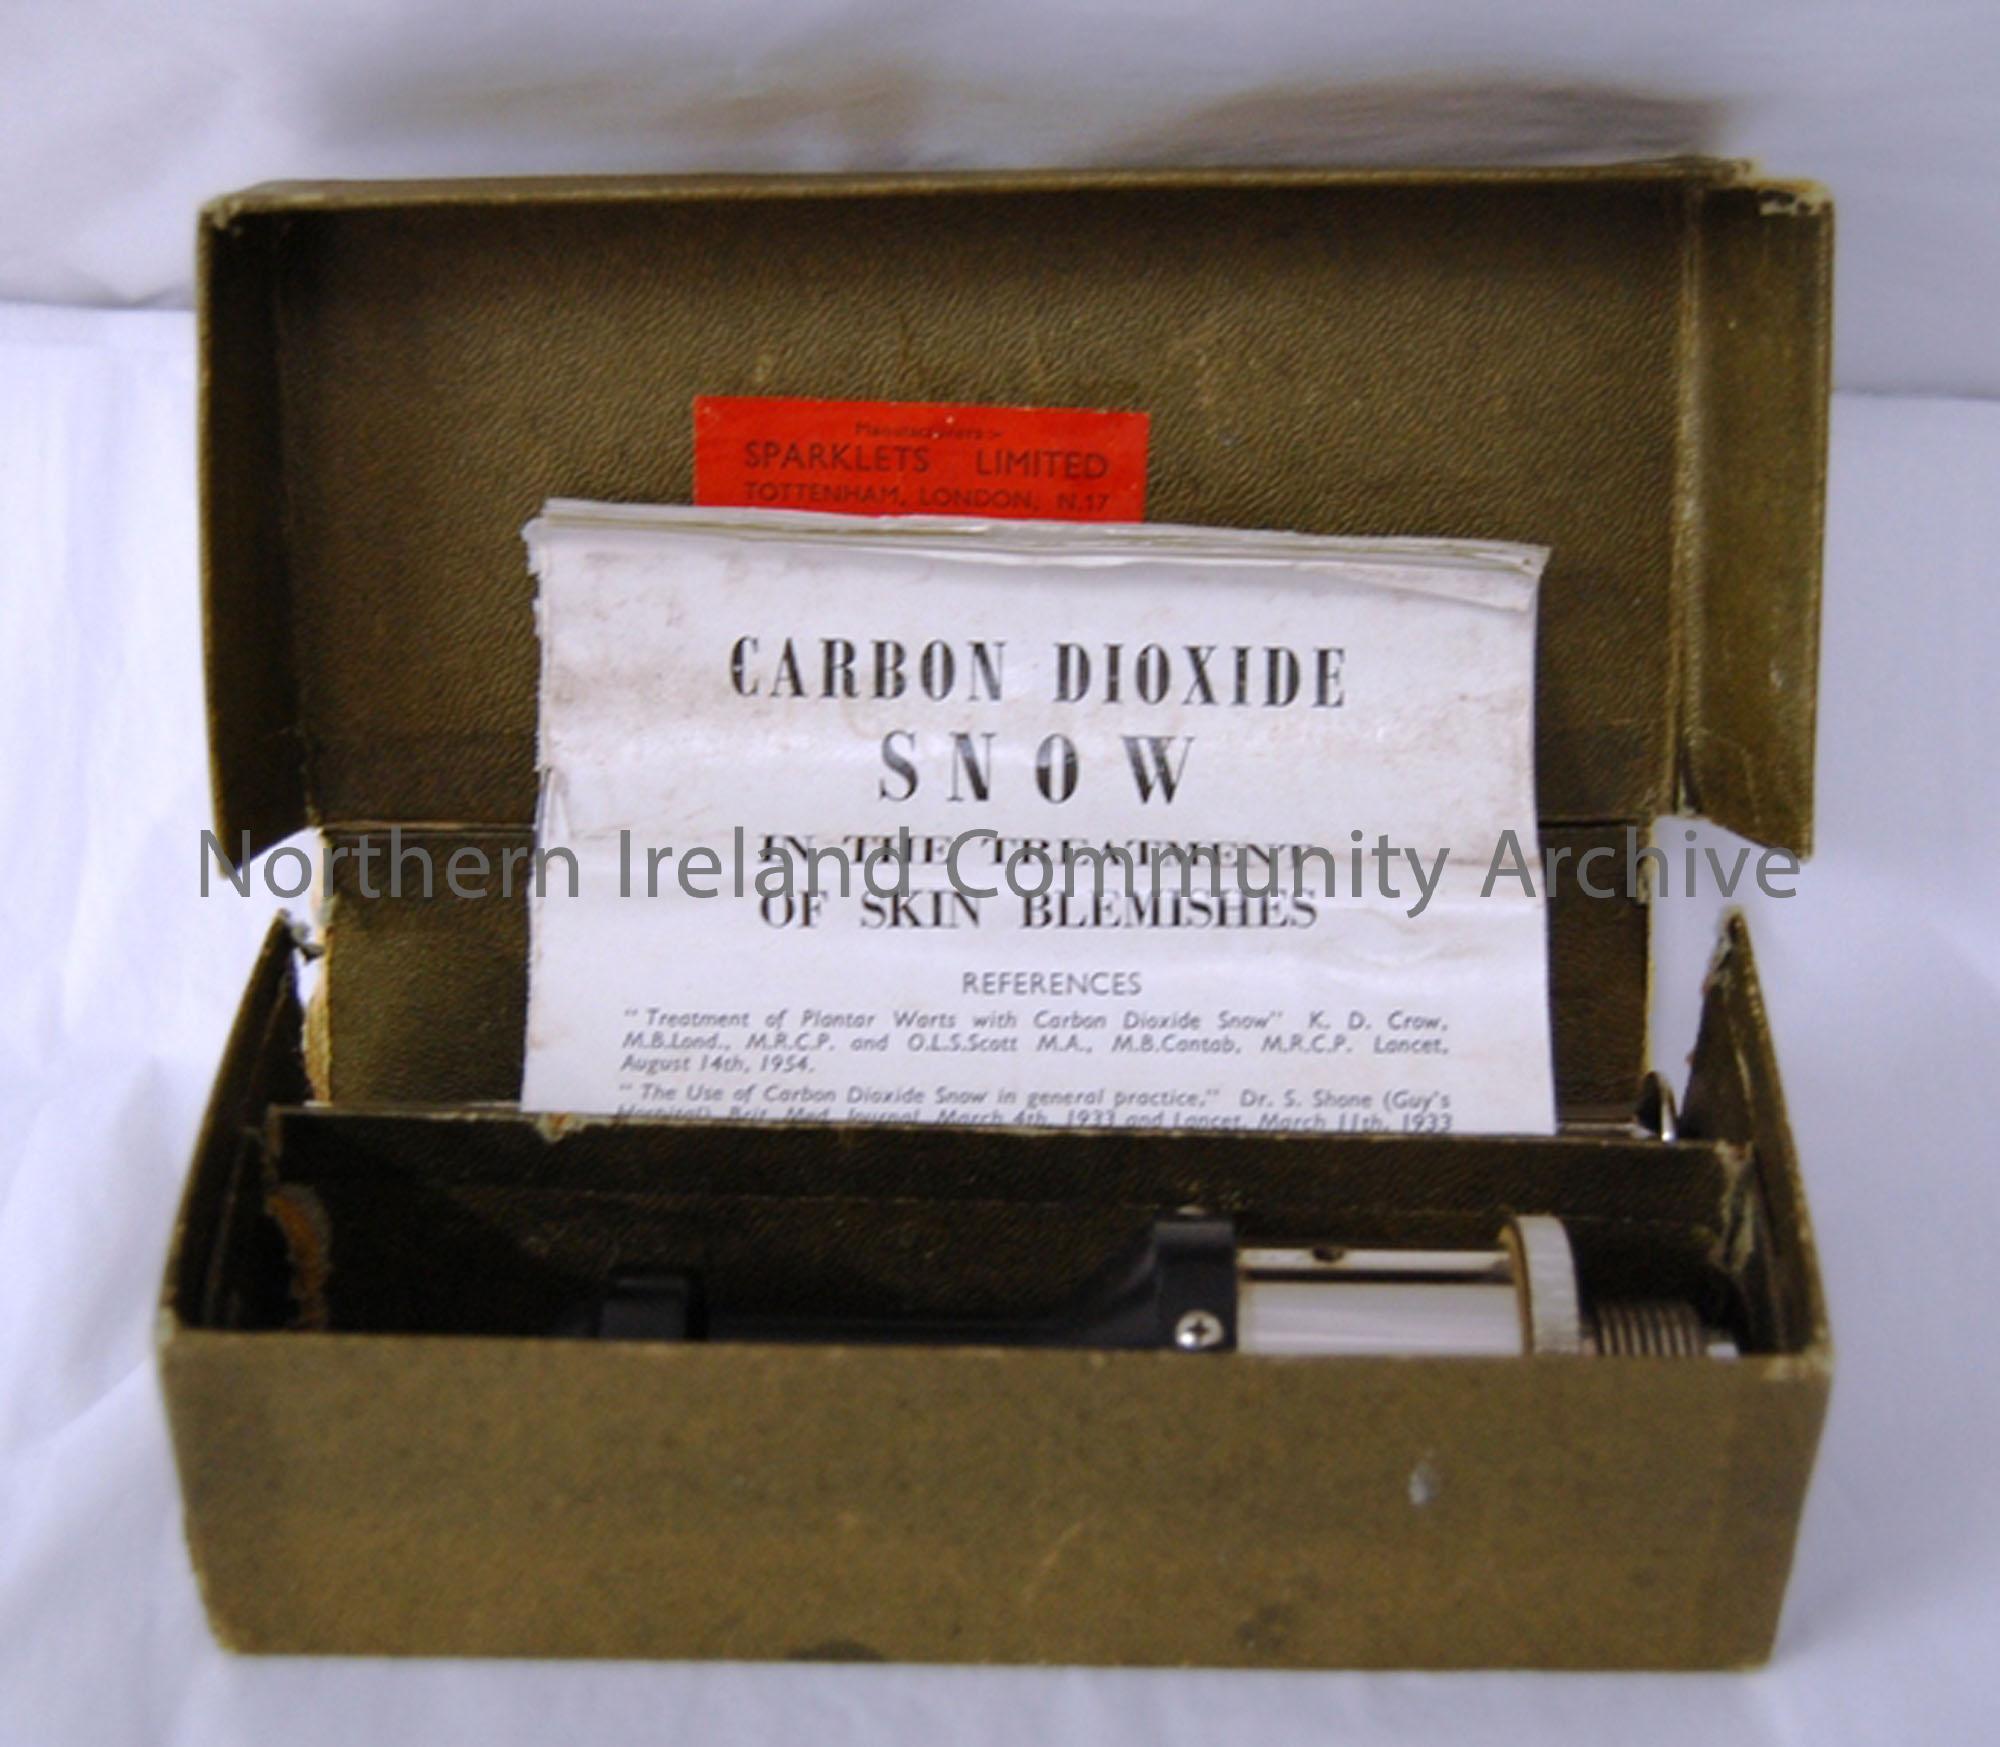 Manufacturers:-
SPARKLETS LIMITED
TOTTENHAM, LONDON, N.17
CARBON DIOXIDE
SNOW
IN THE TREATMENT
Northern Ireland Community Archive
OF SKIN BLEMISHES
REFERENCES
"Treatment of Plantar Warts with Carbon Dioxide Snow" K. D. Crow,
M.B.Lond., M.R.C.P. and O.L.S.Scott M.A., M.B.Cantab, M.R.C.P. Lancet,
August 14th, 1954.
"The Use of Carbon Dioxide Snow in general practice," Dr. S. Shone (Guy's
Hospital), Brit. Med. Journal, March 4th, 1933 and Lancet, March 11th, 1933